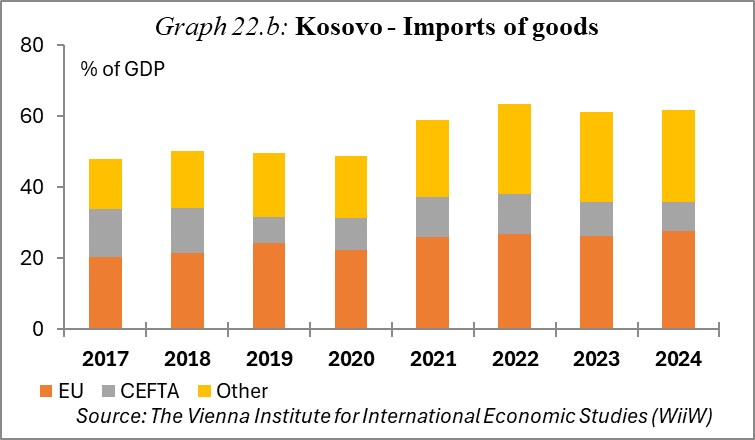 Graph 22.b: Kosovo - Imports of goods
80
% of GDP
60
40
20
0
2017 2018 2019 2020 2021 2022 2023 2024
EU CEFTA Other
Source: The Vienna Institute for International Economic Studies (WiiW)